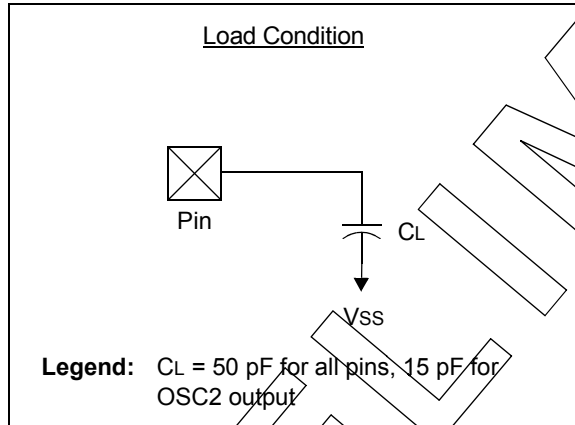 Load Condition
Pin
CL
VSS
Legend: CL = 50 pF for all pins, 15 pF for
OSC2 output